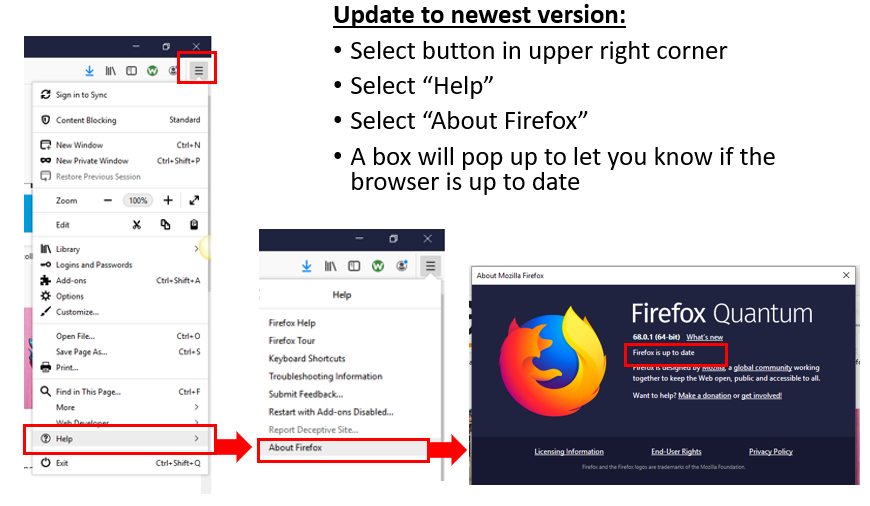 Update to newest version:
• Select button in upper right corner
• Select “Help”
• Select “About Firefox”
• A box will pop up to let you know if the
browser is up to date
Sign in to Sync
Content Blocking Standard
New Window Ctrl+N
New Private Window Ctrl+Shift+P
Restore Previous Session
Zoom 100%
Edit
Library
Logins and Passwords
Add-ons Ctrl+Shift+A
Options
Customize...
Open File... Ctrl+O
Save Page As... Ctrl+S
Print...
Find in This Page... Ctrl+F
More
Web Developer
Help
Exit Ctrl+Shift+Q
Help
Firefox Help
Firefox Tour
Keyboard Shortcuts
Troubleshooting Information
Submit Feedback...
Restart with Add-ons Disabled...
Report Deceptive Site...
About Firefox
About Mozilla Firefox
Firefox Quantum
68.0.1 (64-bit) What's new
Firefox is up to date
Firefox is designed by Mozilla, a global community working
together to keep the Web open, public and accessible to all.
Want to help? Make a donation or get involved!
Licensing Information End-User Rights Privacy Policy
Firefox and the Firefox logos are trademarks of the Mozilla Foundation.